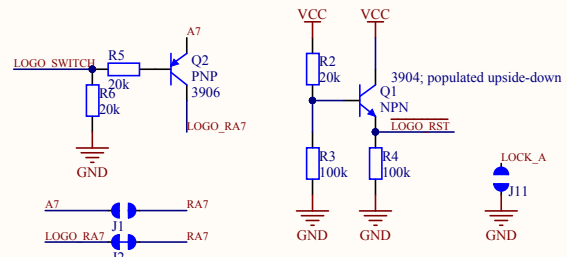 A7
LOGO_SWITCH
R5
20k
Q2
PNP
3906
R6
20k
LOGO_RA7
GND
A7
RA7
J1
LOGO_RA7
RA7
J2
VCC
VCC
R2
20k
3904; populated upside-down
Q1
NPN
LOGO_RST
R3
100k
R4
100k
GND
GND
LOCK_A
J11
GND